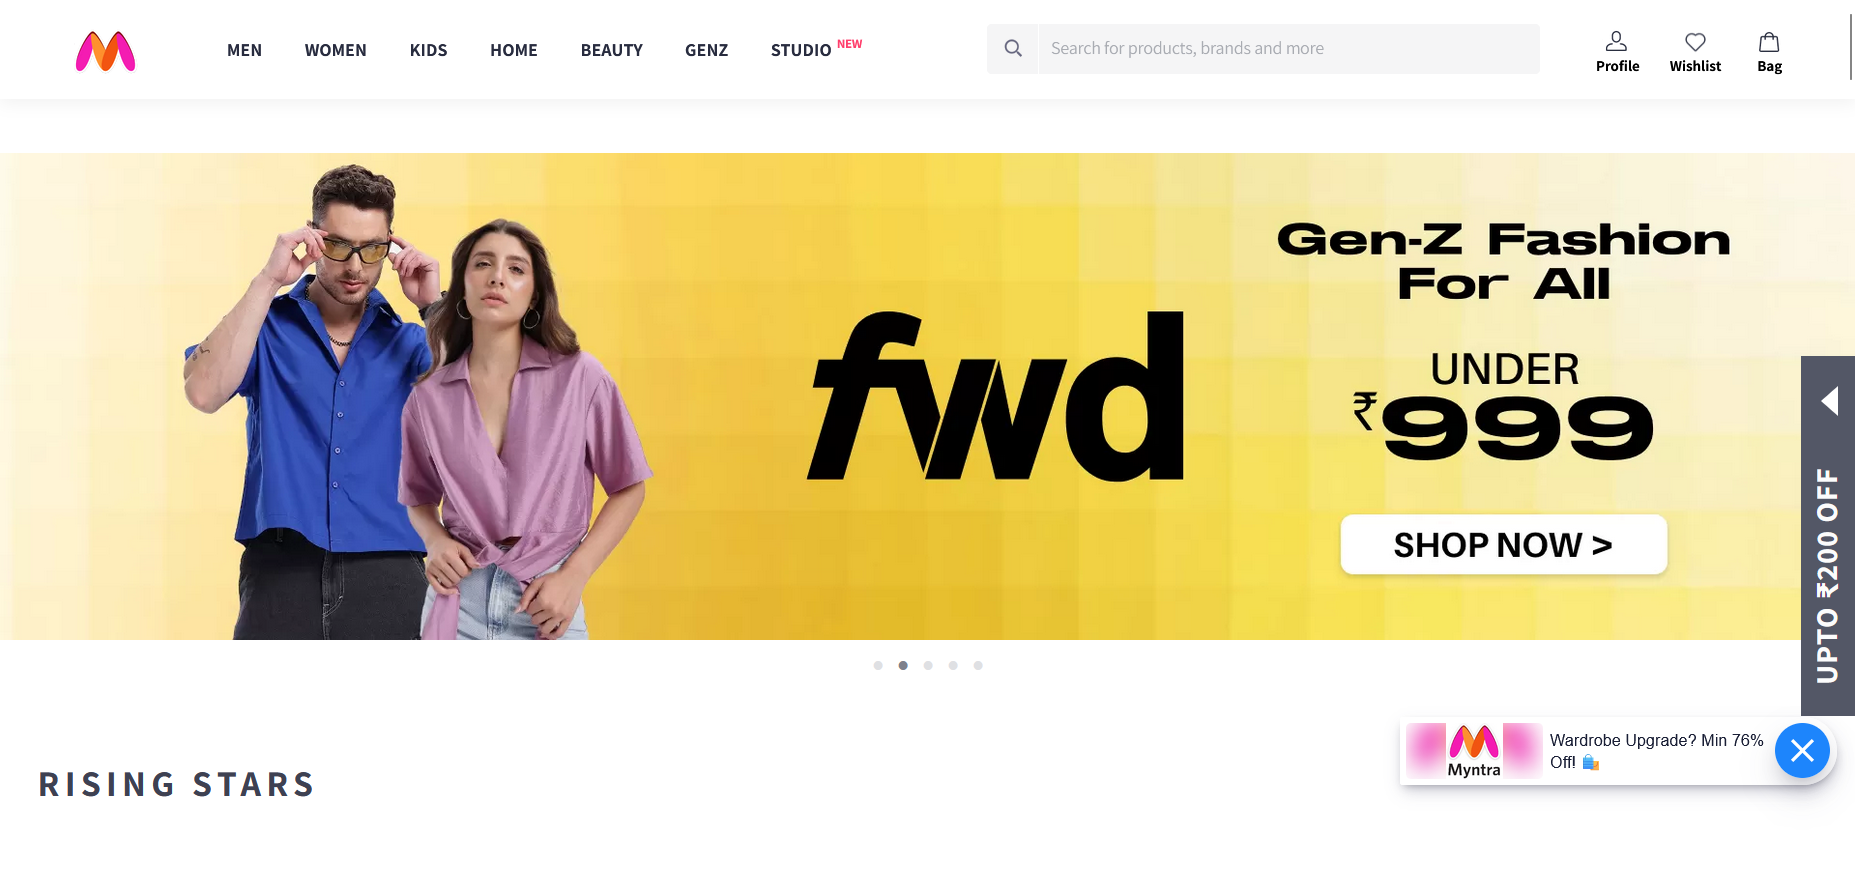 MEN WOMEN KIDS HOME BEAUTY GENZ STUDIO NEW
Search for products, brands and more
Profile Wishlist Bag
Gen-Z Fashion
For All
fwd
UNDER
₹999
SHOP NOW >
UPTO ₹200 OFF
RISING STARS
Myntra
Wardrobe Upgrade? Min 76%
Off! 🛍️